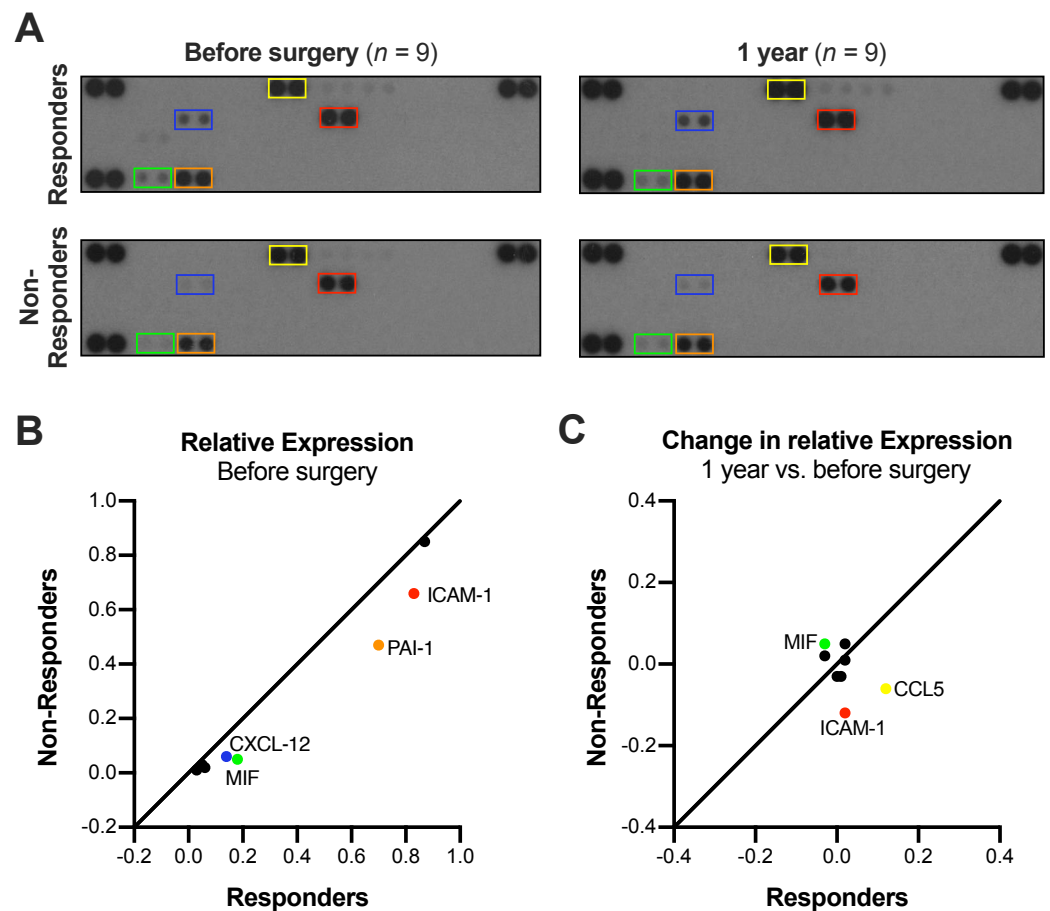 A
Before surgery (n = 9)
1 year (n = 9)
Responders
Non-
Responders
B
Relative Expression
Before surgery
1.0
0.8
0.6
0.4
0.2
0.0
-0.2
Non-Responders
ICAM-1
PAI-1
CXCL-12
MIF
-0.2 0.0 0.2 0.4 0.6 0.8 1.0
Responders
C
Change in relative Expression
1 year vs. before surgery
0.4
0.2
0.0
-0.2
-0.4
Non-Responders
MIF
CCL5
ICAM-1
-0.4 -0.2 0.0 0.2 0.4
Responders